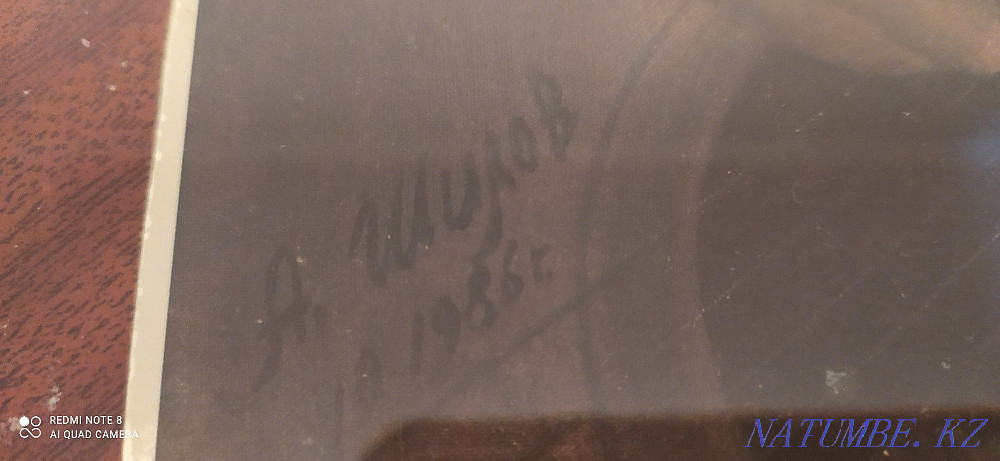 А. Шилов
1986г.
REDMI NOTE 8
AI QUAD CAMERA
NATUMBE. KZ